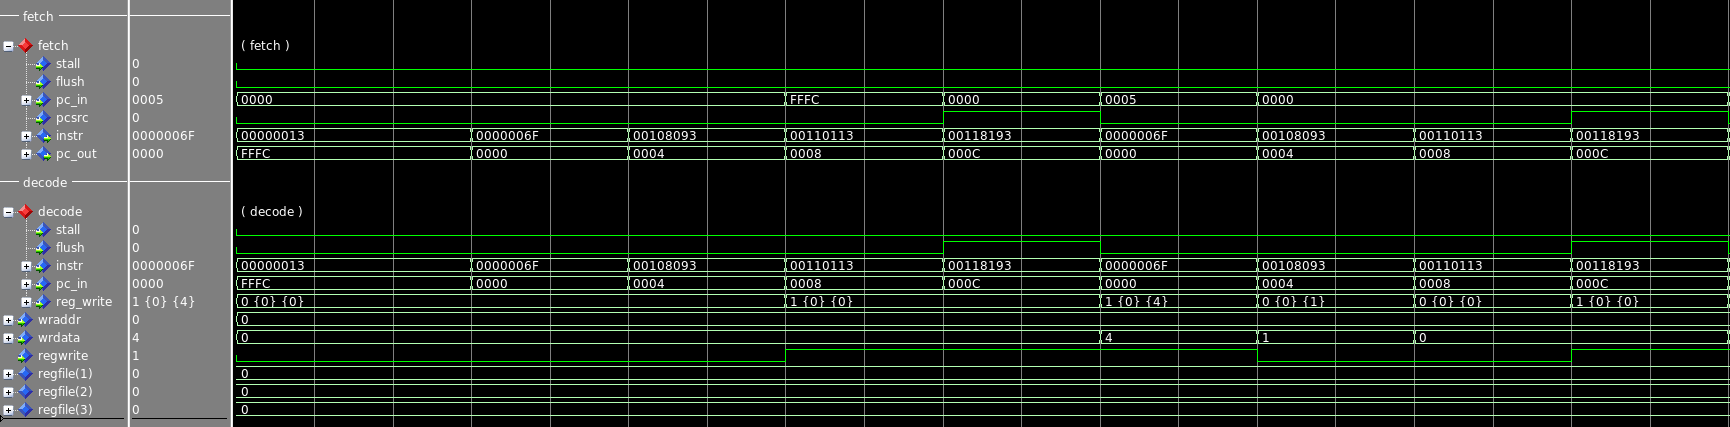 fetch
fetch ( fetch )
stall 0
flush 0
pc_in 0005 0000 FFFC 0000 0005 0000
pcsrc 0
instr 0000006F 00000013 0000006F 00108093 00110113 00118193 0000006F 00108093 00110113 00118193
pc_out 0000 FFFC 0000 0004 0008 000C 0000 0004 0008 000C
decode
decode ( decode )
stall 0
flush 0
instr 0000006F 00000013 0000006F 00108093 00110113 00118193 0000006F 00108093 00110113 00118193
pc_in 0000 FFFC 0000 0004 0008 000C 0000 0004 0008 000C
reg_write 1 {0} {4} 0 {0} {0} 1 {0} {0} 1 {0} {4} 0 {0} {1} 0 {0} {0} 1 {0} {0}
wraddr 0 0
wrdata 4 0 4 1 0
regwrite 1
regfile(1) 0 0
regfile(2) 0 0
regfile(3) 0 0